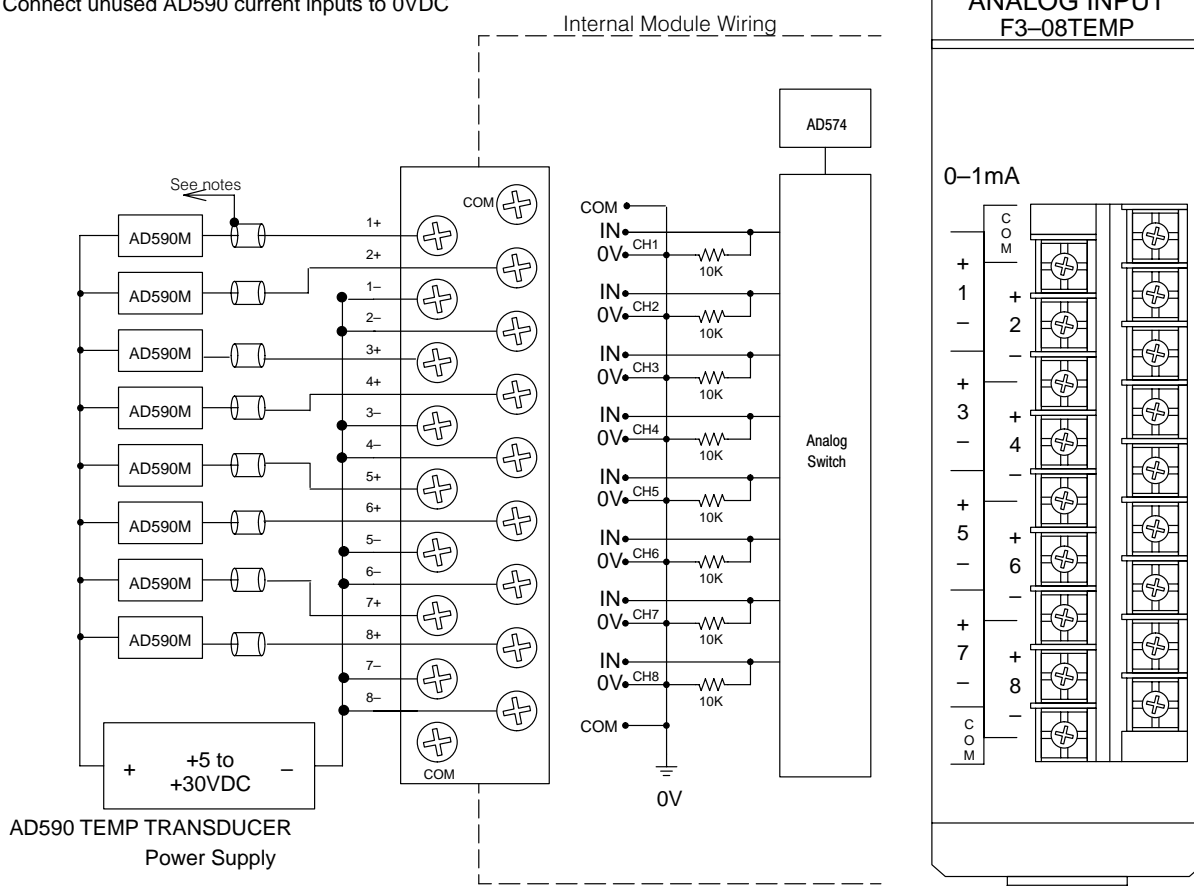 Connect unused AD590 current inputs to 0VDC
Internal Module Wiring
See notes
AD590M
AD590M
AD590M
AD590M
AD590M
AD590M
AD590M
AD590M
1+
2+
1–
2–
3+
4+
3–
4–
5+
6+
5–
6–
7+
8+
7–
8–
COM
COM
+
+5 to
+30VDC
–
AD590 TEMP TRANSDUCER
Power Supply
COM
IN
0V CH1
10K
IN
0V CH2
10K
IN
0V CH3
10K
IN
0V CH4
10K
IN
0V CH5
10K
IN
0V CH6
10K
IN
0V CH7
10K
IN
0V CH8
10K
COM
0V
AD574
Analog
Switch
ANALOG INPUT
F3–08TEMP
0–1mA
COM
+
1
–
+
2
–
+
3
–
+
4
–
+
5
–
+
6
–
+
7
–
+
8
–
COM